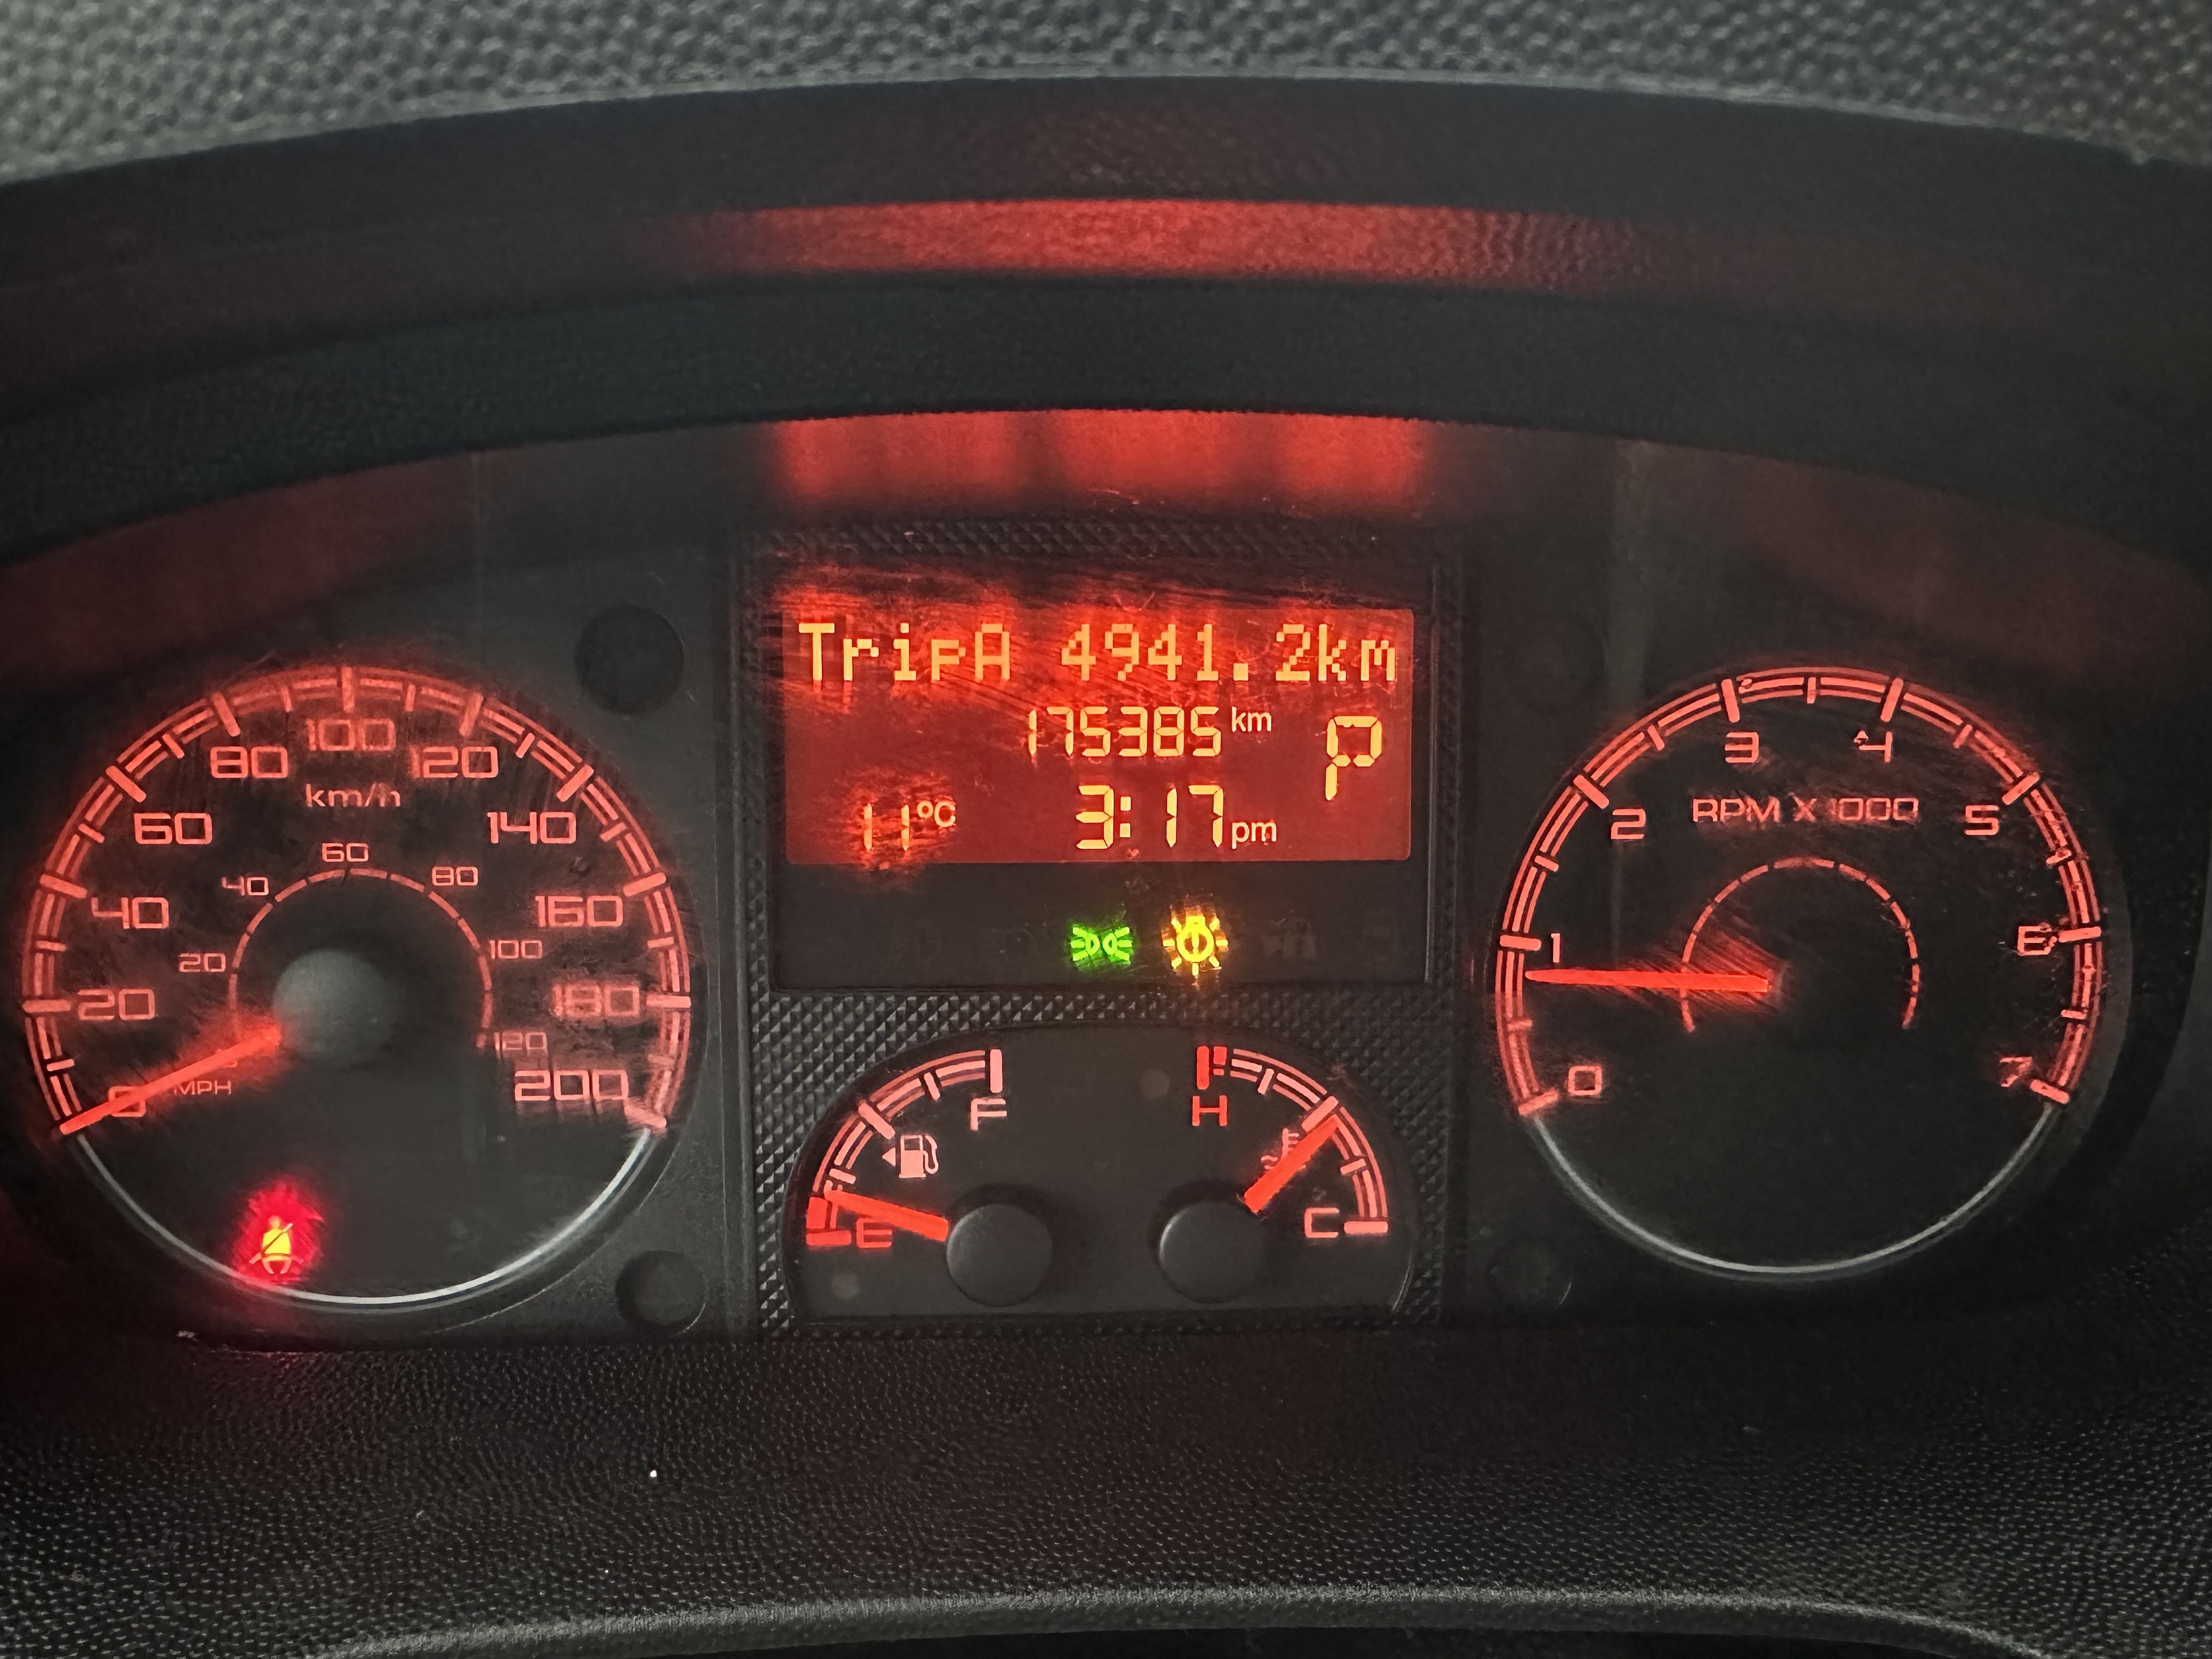 TripA 4941.2km
175385 km P
11°C 3:17 pm
0 20 40 60 80 100 120 140 160 180 200
km/h
20 40 60 80 100 120
MPH
0 1 2 3 4 5 6 7
RPM X 1000
E F
H C